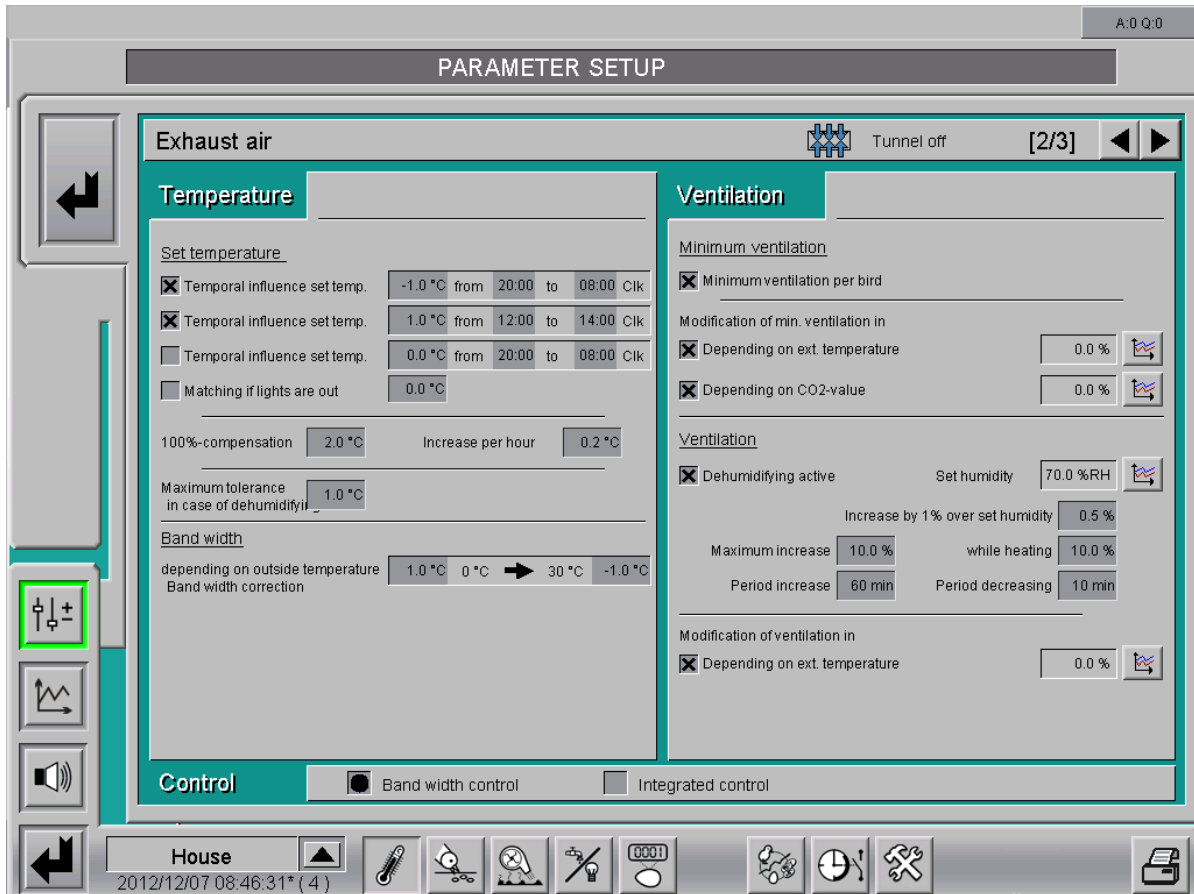 A:0 Q:0
PARAMETER SETUP
Exhaust air Tunnel off [2/3]
Temperature
Set temperature
Temporal influence set temp. -1.0 °C from 20:00 to 08:00 Clk
Temporal influence set temp. 1.0 °C from 12:00 to 14:00 Clk
Temporal influence set temp. 0.0 °C from 20:00 to 08:00 Clk
Matching if lights are out 0.0 °C
100%-compensation 2.0 °C Increase per hour 0.2 °C
Maximum tolerance
in case of dehumidifyi 1.0 °C
Band width
depending on outside temperature 1.0 °C 0 °C 30 °C -1.0 °C
Band width correction
Ventilation
Minimum ventilation
Minimum ventilation per bird
Modification of min. ventilation in
Depending on ext. temperature 0.0 %
Depending on CO2-value 0.0 %
Ventilation
Dehumidifying active Set humidity 70.0 %RH
Increase by 1% over set humidity 0.5 %
Maximum increase 10.0 % while heating 10.0 %
Period increase 60 min Period decreasing 10 min
Modification of ventilation in
Depending on ext. temperature 0.0 %
Control Band width control Integrated control
House
2012/12/07 08:46:31* ( 4 )
0001